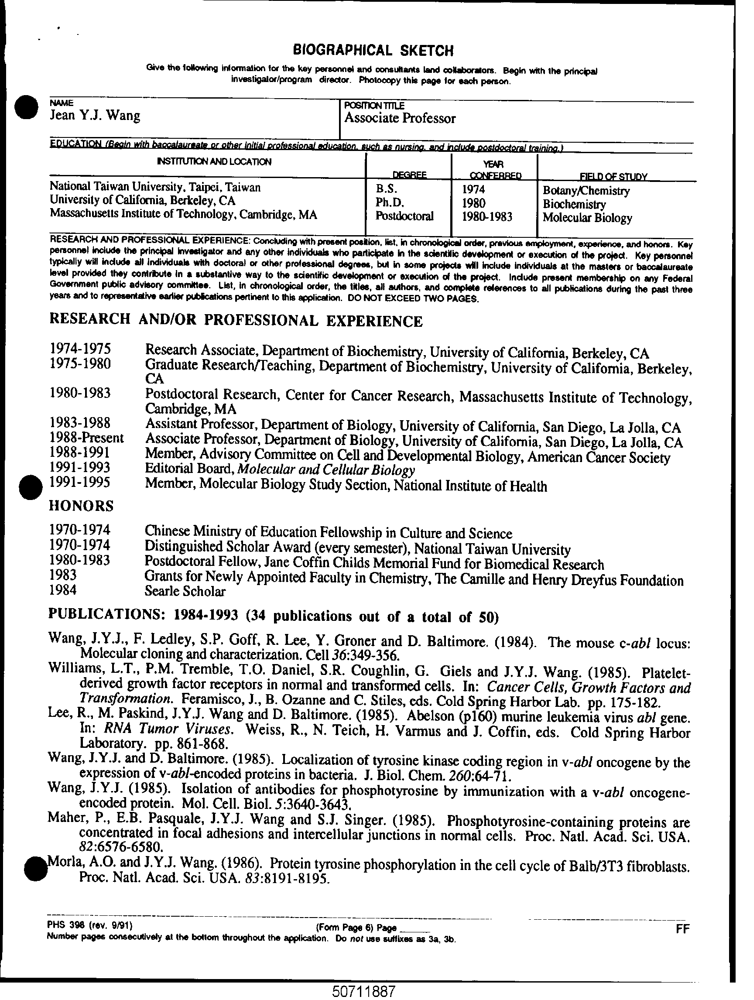 BIOGRAPHICAL SKETCH
Give the following information for the key personnel and consultants and collaborators. Begin with the principal
investigator/program director. Photocopy this page for each person.
NAME
Jean Y.J. Wang
POSITION TITLE
Associate Professor
EDUCATION (Begin with baccalaureate or other initial professional education, such as nursing, and include postdoctoral training.)
INSTITUTION AND LOCATION DEGREE YEAR CONFERRED FIELD OF STUDY
National Taiwan University, Taipei, Taiwan B.S. 1974 Botany/Chemistry
University of California, Berkeley, CA Ph.D. 1980 Biochemistry
Massachusetts Institute of Technology, Cambridge, MA Postdoctoral 1980-1983 Molecular Biology
RESEARCH AND PROFESSIONAL EXPERIENCE: Concluding with present position, list, in chronological order, previous employment, experience, and honors. Key
personnel include the principal investigator and any other individuals who participate in the scientific development or execution of the project. Key personnel
typically will include all individuals with doctoral or other professional degrees, but in some projects will include individuals at the masters or baccalaureate
level provided they contribute in a substantive way to the scientific development or execution of the project. Include present membership on any Federal
Government public advisory committee. List, in chronological order, the titles, all authors, and complete references to all publications during the past three
years and to representative earlier publications pertinent to this application. DO NOT EXCEED TWO PAGES.
RESEARCH AND/OR PROFESSIONAL EXPERIENCE
1974-1975 Research Associate, Department of Biochemistry, University of California, Berkeley, CA
1975-1980 Graduate Research/Teaching, Department of Biochemistry, University of California, Berkeley,
CA
1980-1983 Postdoctoral Research, Center for Cancer Research, Massachusetts Institute of Technology,
Cambridge, MA
1983-1988 Assistant Professor, Department of Biology, University of California, San Diego, La Jolla, CA
1988-Present Associate Professor, Department of Biology, University of California, San Diego, La Jolla, CA
1988-1991 Member, Advisory Committee on Cell and Developmental Biology, American Cancer Society
1991-1993 Editorial Board, Molecular and Cellular Biology
1991-1995 Member, Molecular Biology Study Section, National Institute of Health
HONORS
1970-1974 Chinese Ministry of Education Fellowship in Culture and Science
1970-1974 Distinguished Scholar Award (every semester), National Taiwan University
1980-1983 Postdoctoral Fellow, Jane Coffin Childs Memorial Fund for Biomedical Research
1983 Grants for Newly Appointed Faculty in Chemistry, The Camille and Henry Dreyfus Foundation
1984 Searle Scholar
PUBLICATIONS: 1984-1993 (34 publications out of a total of 50)
Wang, J.Y.J., F. Ledley, S.P. Goff, R. Lee, Y. Groner and D. Baltimore. (1984). The mouse c-abl locus:
Molecular cloning and characterization. Cell 36:349-356.
Williams, L.T., P.M. Tremble, T.O. Daniel, S.R. Coughlin, G. Giels and J.Y.J. Wang. (1985). Platelet-
derived growth factor receptors in normal and transformed cells. In: Cancer Cells, Growth Factors and
Transformation. Feramisco, J., B. Ozanne and C. Stiles, eds. Cold Spring Harbor Lab. pp. 175-182.
Lee, R., M. Paskind, J.Y.J. Wang and D. Baltimore. (1985). Abelson (p160) murine leukemia virus abl gene.
In: RNA Tumor Viruses. Weiss, R., N. Teich, H. Varmus and J. Coffin, eds. Cold Spring Harbor
Laboratory. pp. 861-868.
Wang, J.Y.J. and D. Baltimore. (1985). Localization of tyrosine kinase coding region in v-abl oncogene by the
expression of v-abl-encoded proteins in bacteria. J. Biol. Chem. 260:64-71.
Wang, J.Y.J. (1985). Isolation of antibodies for phosphotyrosine by immunization with a v-abl oncogene-
encoded protein. Mol. Cell. Biol. 5:3640-3643.
Maher, P., E.B. Pasquale, J.Y.J. Wang and S.J. Singer. (1985). Phosphotyrosine-containing proteins are
concentrated in focal adhesions and intercellular junctions in normal cells. Proc. Natl. Acad. Sci. USA.
82:6576-6580.
Morla, A.O. and J.Y.J. Wang. (1986). Protein tyrosine phosphorylation in the cell cycle of Balb/3T3 fibroblasts.
Proc. Natl. Acad. Sci. USA. 83:8191-8195.
PHS 398 (rev. 9/91) (Form Page 6) Page ______ FF
Number pages consecutively at the bottom throughout the application. Do not use suffixes as 3a, 3b.
50711887